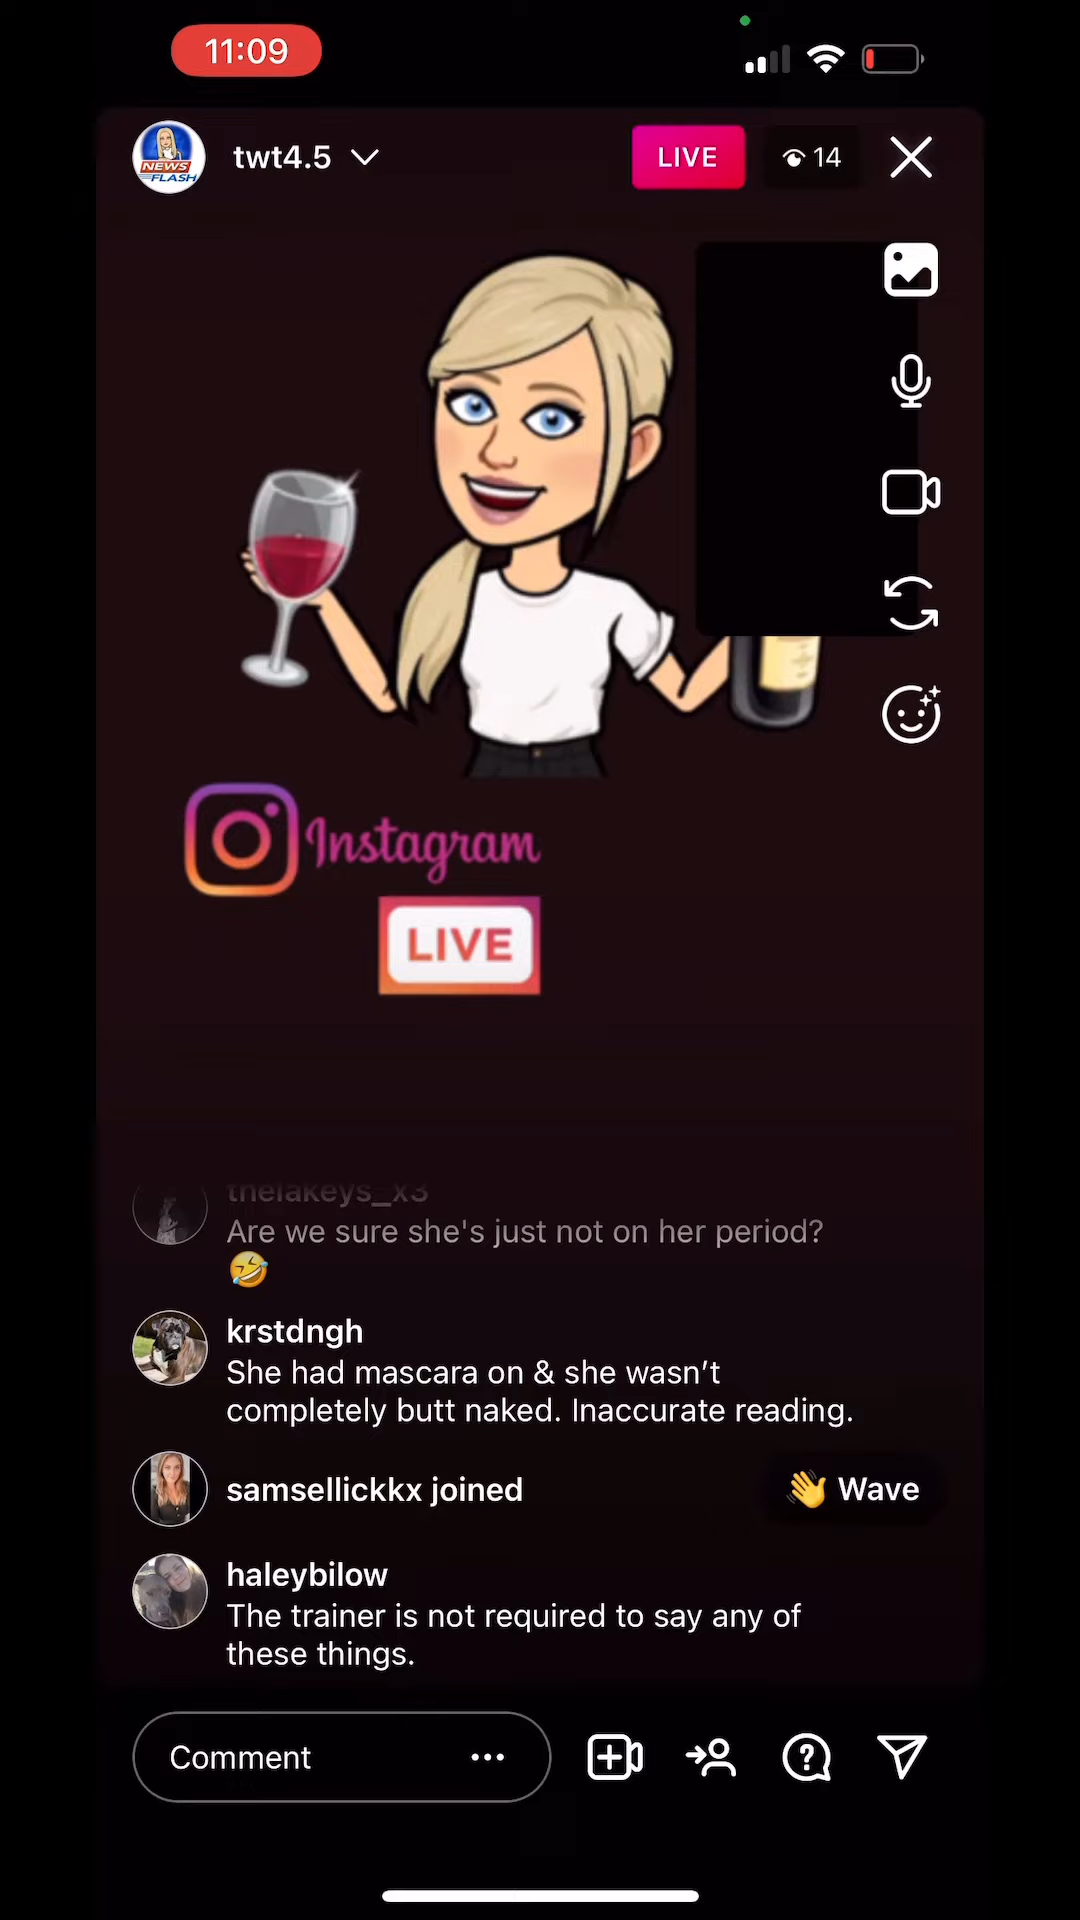 11:09
NEWS
FLASH
twt4.5
LIVE
14
Instagram
LIVE
thelakeys_x3
Are we sure she's just not on her period?
🤣
krstdngh
She had mascara on & she wasn’t
completely butt naked. Inaccurate reading.
samsellickkx joined
👋 Wave
haleybilow
The trainer is not required to say any of
these things.
Comment